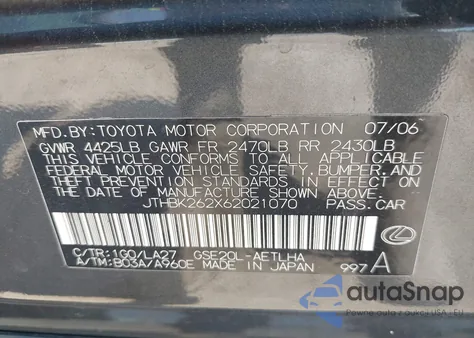 MFD.BY:TOYOTA MOTOR CORPORATION 07/06
GVWR 4425LB GAWR FR 2470LB RR 2430LB
THIS VEHICLE CONFORMS TO ALL APPLICABLE
FEDERAL MOTOR VEHICLE SAFETY,BUMPER,AND
THEFT PREVENTION STANDARDS IN EFFECT ON
THE DATE OF MANUFACTURE SHOWN ABOVE.
JTHBK262X62021070 PASS.CAR
C/TR:1G0/LA27 GSE20L-AETLHA
A/TM:B03A/A960E MADE IN JAPAN 997 A
autoSnap